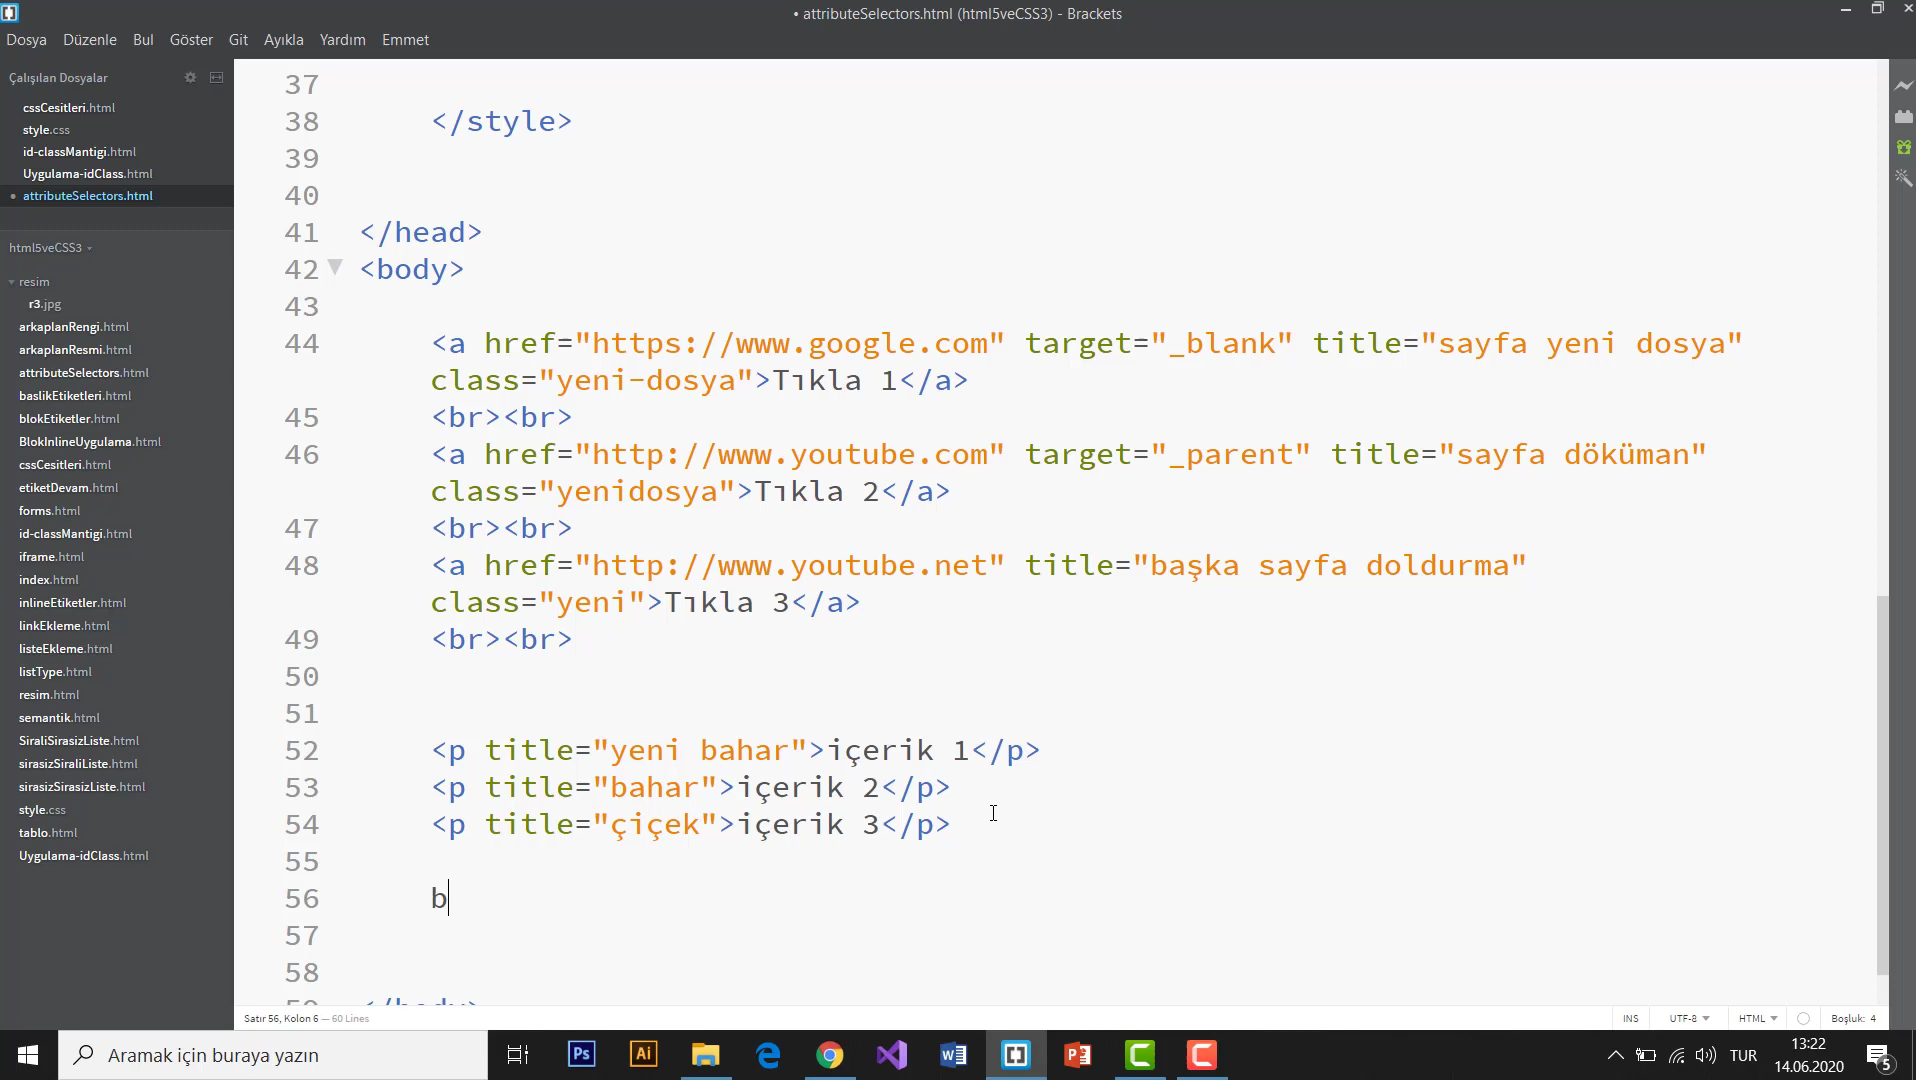 • attributeSelectors.html (html5veCSS3) - Brackets
Dosya Düzenle Bul Göster Git Ayıkla Yardım Emmet
Çalışılan Dosyalar
cssCesitleri.html
style.css
id-classMantigi.html
Uygulama-idClass.html
• attributeSelectors.html
html5veCSS3
resim
r3.jpg
arkaplanRengi.html
arkaplanResmi.html
attributeSelectors.html
baslikEtiketleri.html
blokEtiketler.html
BlokInlineUygulama.html
cssCesitleri.html
etiketDevam.html
forms.html
id-classMantigi.html
iframe.html
index.html
inlineEtiketler.html
linkEkleme.html
listeEkleme.html
listType.html
resim.html
semantik.html
SiraliSirasizListe.html
sirasizSiraliListe.html
sirasizSiraliListe.html
style.css
tablo.html
Uygulama-idClass.html
37
38 </style>
39
40
41 </head>
42 <body>
43
44 <a href="https://www.google.com" target="_blank" title="sayfa yeni dosya"
class="yeni-dosya">Tıkla 1</a>
45 <br><br>
46 <a href="http://www.youtube.com" target="_parent" title="sayfa döküman"
class="yenidosya">Tıkla 2</a>
47 <br><br>
48 <a href="http://www.youtube.net" title="başka sayfa doldurma"
class="yeni">Tıkla 3</a>
49 <br><br>
50
51
52 <p title="yeni bahar">içerik 1</p>
53 <p title="bahar">içerik 2</p>
54 <p title="çiçek">içerik 3</p>
55
56 b
57
58
59 </body>
Satır 56, Kolon 6 — 60 Lines
INS UTF-8 HTML Boşluk: 4
Aramak için buraya yazın
Ps Ai
TUR
13:22
14.06.2020
5